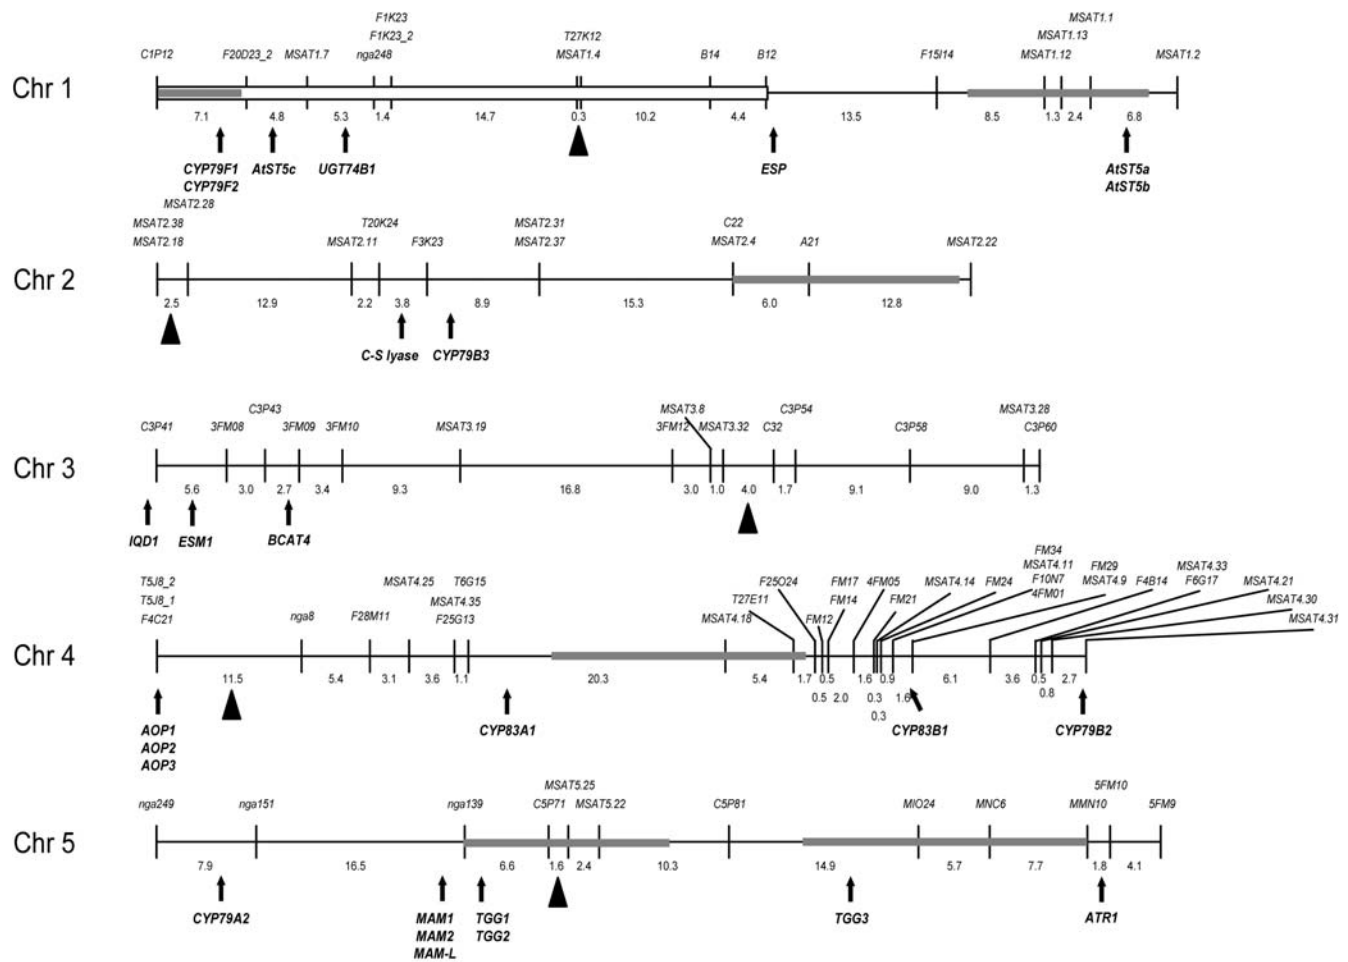 F1K23
MSAT1.1
F1K23_2
T27K12
MSAT1.13
C1P12 F20D23_2 MSAT1.7 nga248 MSAT1.4 B14 B12 F15I14 MSAT1.12 MSAT1.2
Chr 1
7.1 4.8 5.3 1.4 14.7 0.3 10.2 4.4 13.5 8.5 1.3 2.4 6.8
CYP79F1 AtST5c UGT74B1 ESP AtST5a
CYP79F2 AtST5b
MSAT2.28
MSAT2.38 T20K24 MSAT2.31 C22
MSAT2.18 MSAT2.11 F3K23 MSAT2.37 MSAT2.4 A21 MSAT2.22
Chr 2
2.5 12.9 2.2 3.8 8.9 15.3 6.0 12.8
C-S lyase CYP79B3
C3P43 MSAT3.8 C3P54 MSAT3.28
C3P41 3FM08 3FM09 3FM10 MSAT3.19 3FM12 MSAT3.32 C32 C3P58 C3P60
Chr 3
5.6 3.0 2.7 3.4 9.3 16.8 3.0 1.0 4.0 1.7 9.1 9.0 1.3
IQD1 ESM1 BCAT4
FM34
MSAT4.11 FM29 MSAT4.33
T5J8_2 MSAT4.25 T6G15 F25O24 FM17 4FM05 MSAT4.14 FM24 F10N7 MSAT4.9 F4B14 F6G17 MSAT4.21
T5J8_1 MSAT4.35 T27E11 FM14 FM21 4FM01 MSAT4.30
F4C21 nga8 F28M11 F25G13 MSAT4.18 FM12 MSAT4.31
Chr 4
11.5 5.4 3.1 3.6 1.1 20.3 5.4 1.7 0.5 1.6 0.9 6.1 3.6 0.5 2.7
0.5 2.0 0.3 1.6 0.8
0.3
AOP1 CYP83A1 CYP83B1 CYP79B2
AOP2
AOP3
MSAT5.25 5FM10
nga249 nga151 nga139 C5P71 MSAT5.22 C5P81 MIO24 MNC6 MMN10 5FM9
Chr 5
7.9 16.5 6.6 1.6 2.4 10.3 14.9 5.7 7.7 1.8 4.1
CYP79A2 MAM1 TGG1 TGG3 ATR1
MAM2 TGG2
MAM-L